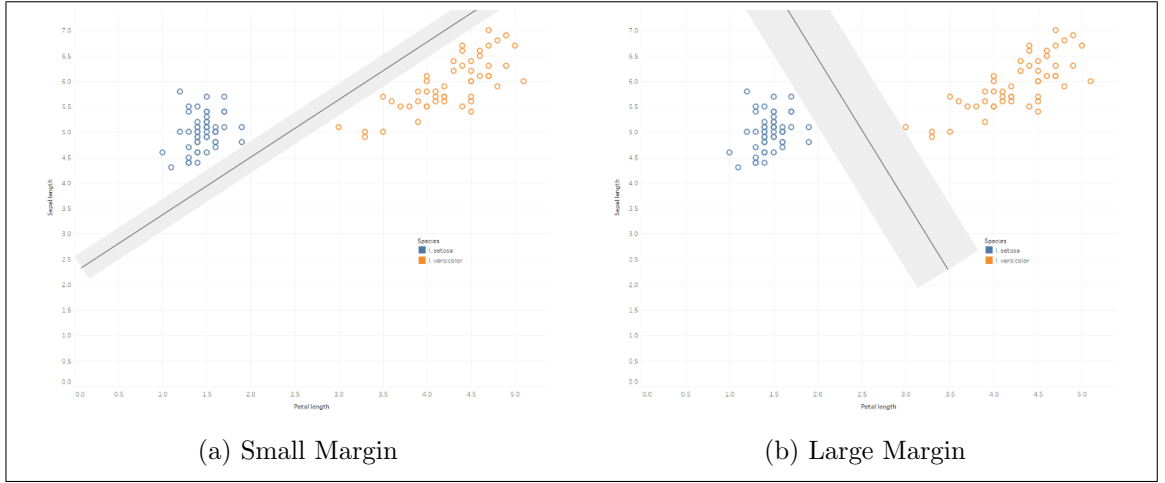 7.0
6.5
6.0
5.5
5.0
4.5
4.0
3.5
3.0
2.5
2.0
1.5
1.0
0.5
0.0
Sepal length
0.0 0.5 1.0 1.5 2.0 2.5 3.0 3.5 4.0 4.5 5.0
Petal length
Species
I. setosa
I. versicolor
(a) Small Margin
7.0
6.5
6.0
5.5
5.0
4.5
4.0
3.5
3.0
2.5
2.0
1.5
1.0
0.5
0.0
Sepal length
0.0 0.5 1.0 1.5 2.0 2.5 3.0 3.5 4.0 4.5 5.0
Petal length
Species
I. setosa
I. versicolor
(b) Large Margin